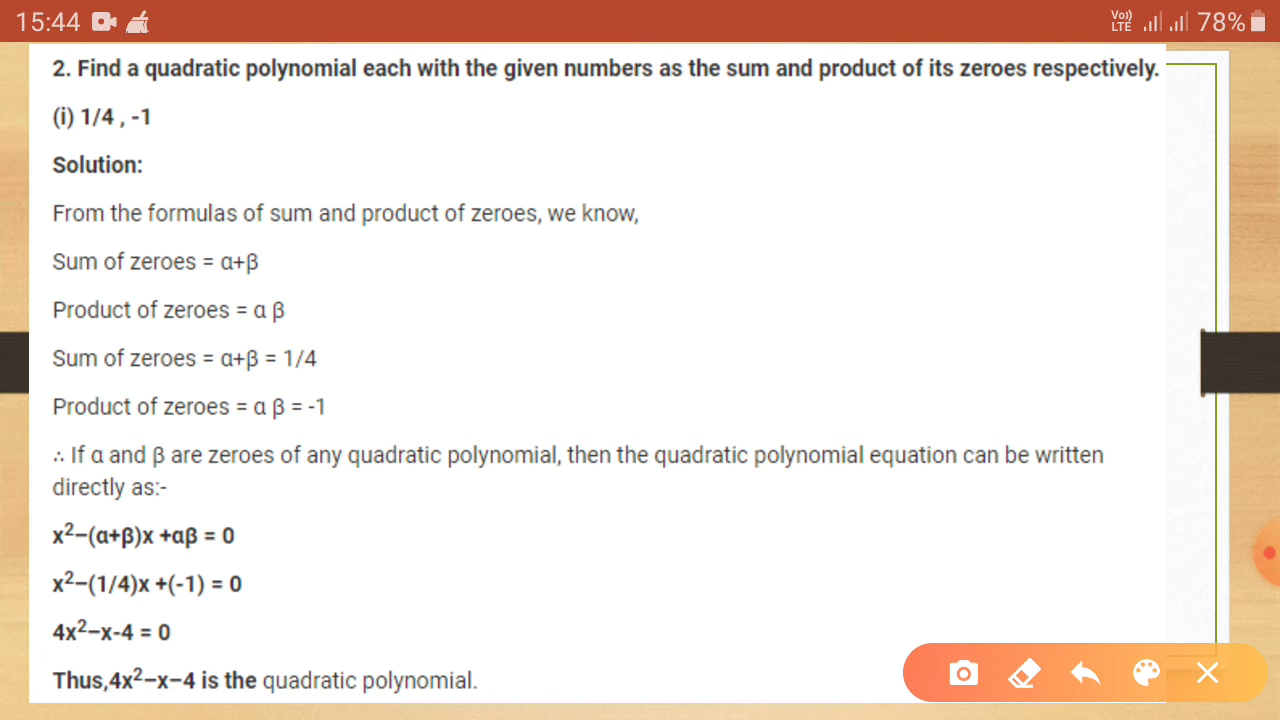 15:44 Vo)) LTE 78%
2. Find a quadratic polynomial each with the given numbers as the sum and product of its zeroes respectively.
(i) 1/4 , -1
Solution:
From the formulas of sum and product of zeroes, we know,
Sum of zeroes = α+β
Product of zeroes = α β
Sum of zeroes = α+β = 1/4
Product of zeroes = α β = -1
∴ If α and β are zeroes of any quadratic polynomial, then the quadratic polynomial equation can be written
directly as:-
x²–(α+β)x +αβ = 0
x²–(1/4)x +(-1) = 0
4x²–x-4 = 0
Thus,4x²–x–4 is the quadratic polynomial.